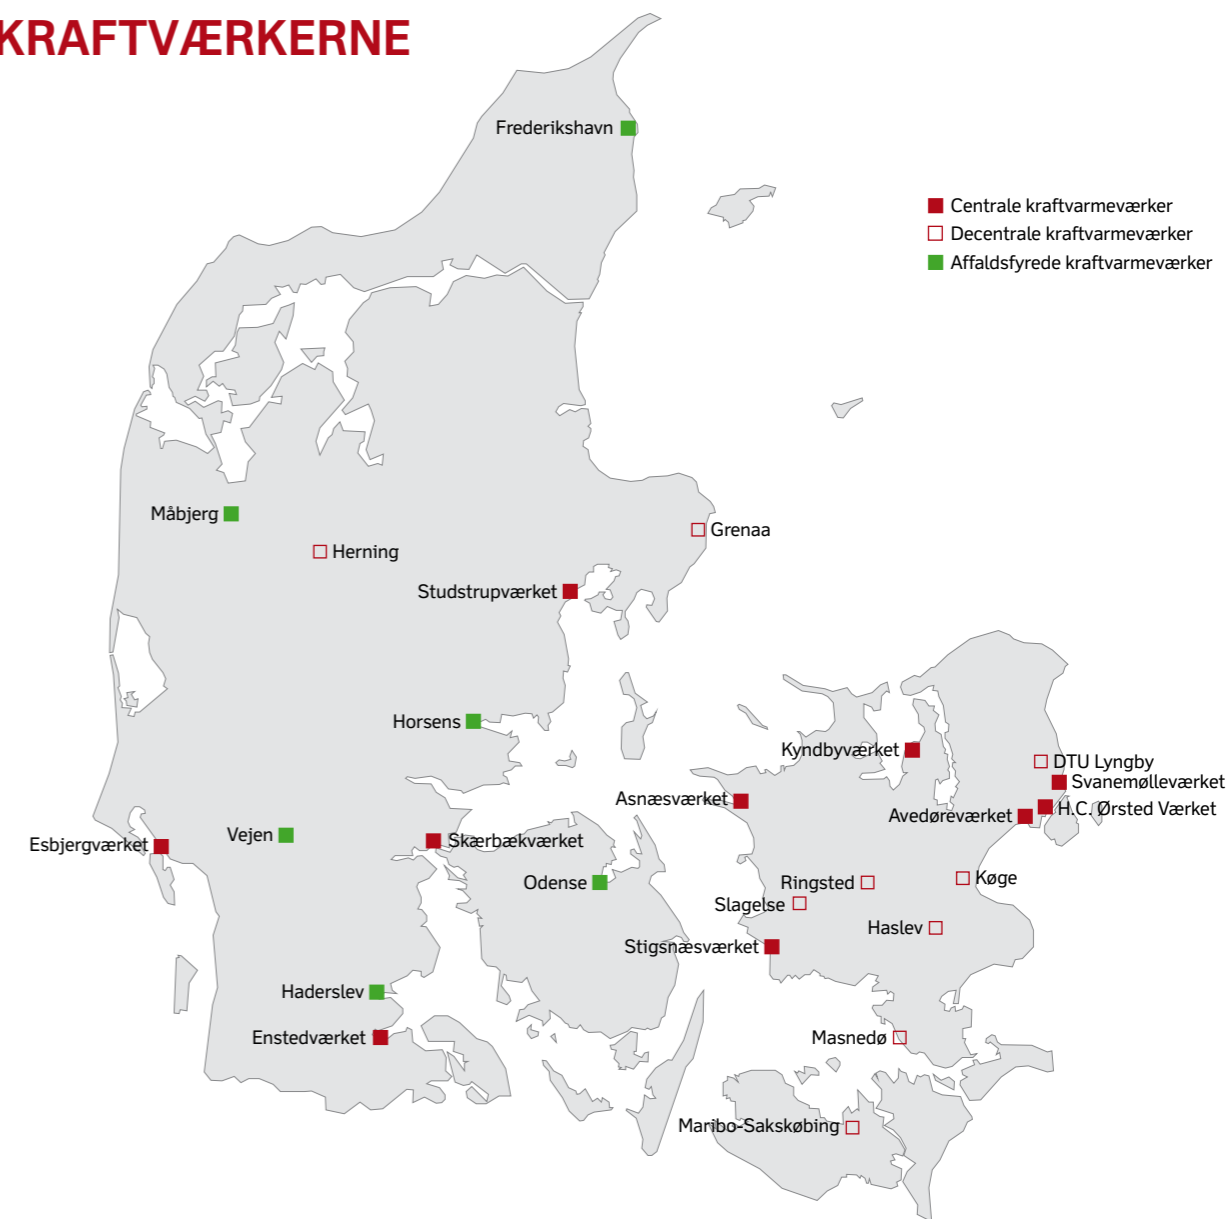 KRAFTVÆRKERNE
Frederikshavn
Centrale kraftvarmeværker
Decentrale kraftvarmeværker
Affaldsfyrede kraftvarmeværker
Måbjerg
Herning
Grenaa
Studstrupværket
Horsens
Kyndbyværket
DTU Lyngby
Svanemølleværket
Asnæsværket
H.C. Ørsted Værket
Avedøreværket
Esbjergværket
Vejen
Skærbækværket
Odense
Ringsted
Køge
Slagelse
Haslev
Stigsnæsværket
Haderslev
Enstedværket
Masnedø
Maribo-Sakskøbing